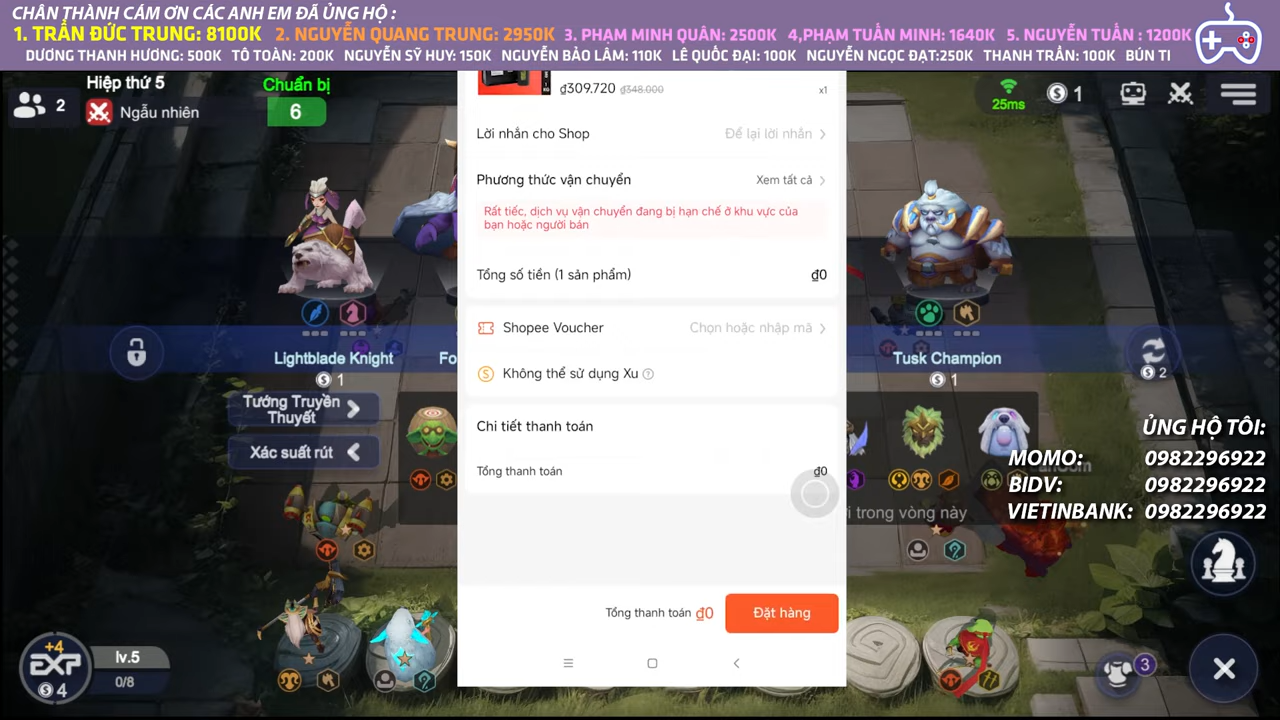 CHÂN THÀNH CÁM ƠN CÁC ANH EM ĐÃ ỦNG HỘ :
1. TRẦN ĐỨC TRUNG: 8100K 2. NGUYỄN QUANG TRUNG: 2950K 3. PHẠM MINH QUÂN: 2500K 4,PHẠM TUẤN MINH: 1640K 5. NGUYỄN TUẤN : 1200K
DƯƠNG THANH HƯƠNG: 500K TÔ TOÀN: 200K NGUYỄN SỸ HUY: 150K NGUYỄN BẢO LÂM: 110K LÊ QUỐC ĐẠI: 100K NGUYỄN NGỌC ĐẠT:250K THANH TRẦN: 100K BÚN TI
2
Hiệp thứ 5
Ngẫu nhiên
Chuẩn bị
6
₫309.720 ₫348.000
x1
25ms
1
Lời nhắn cho Shop
Để lại lời nhắn
Phương thức vận chuyển
Xem tất cả
Rất tiếc, dịch vụ vận chuyển đang bị hạn chế ở khu vực của
bạn hoặc người bán
Tổng số tiền (1 sản phẩm)
₫0
Shopee Voucher
Chọn hoặc nhập mã
Không thể sử dụng Xu
Chi tiết thanh toán
Tổng thanh toán
₫0
Lightblade Knight
1
Fo
Tusk Champion
1
2
Tướng Truyền
Thuyết
Xác suất rút
i trong vòng này
ỦNG HỘ TÔI:
MOMO: 0982296922
BIDV: 0982296922
VIETINBANK: 0982296922
Tổng thanh toán ₫0
Đặt hàng
+4
EXP
4
lv.5
0/8
3